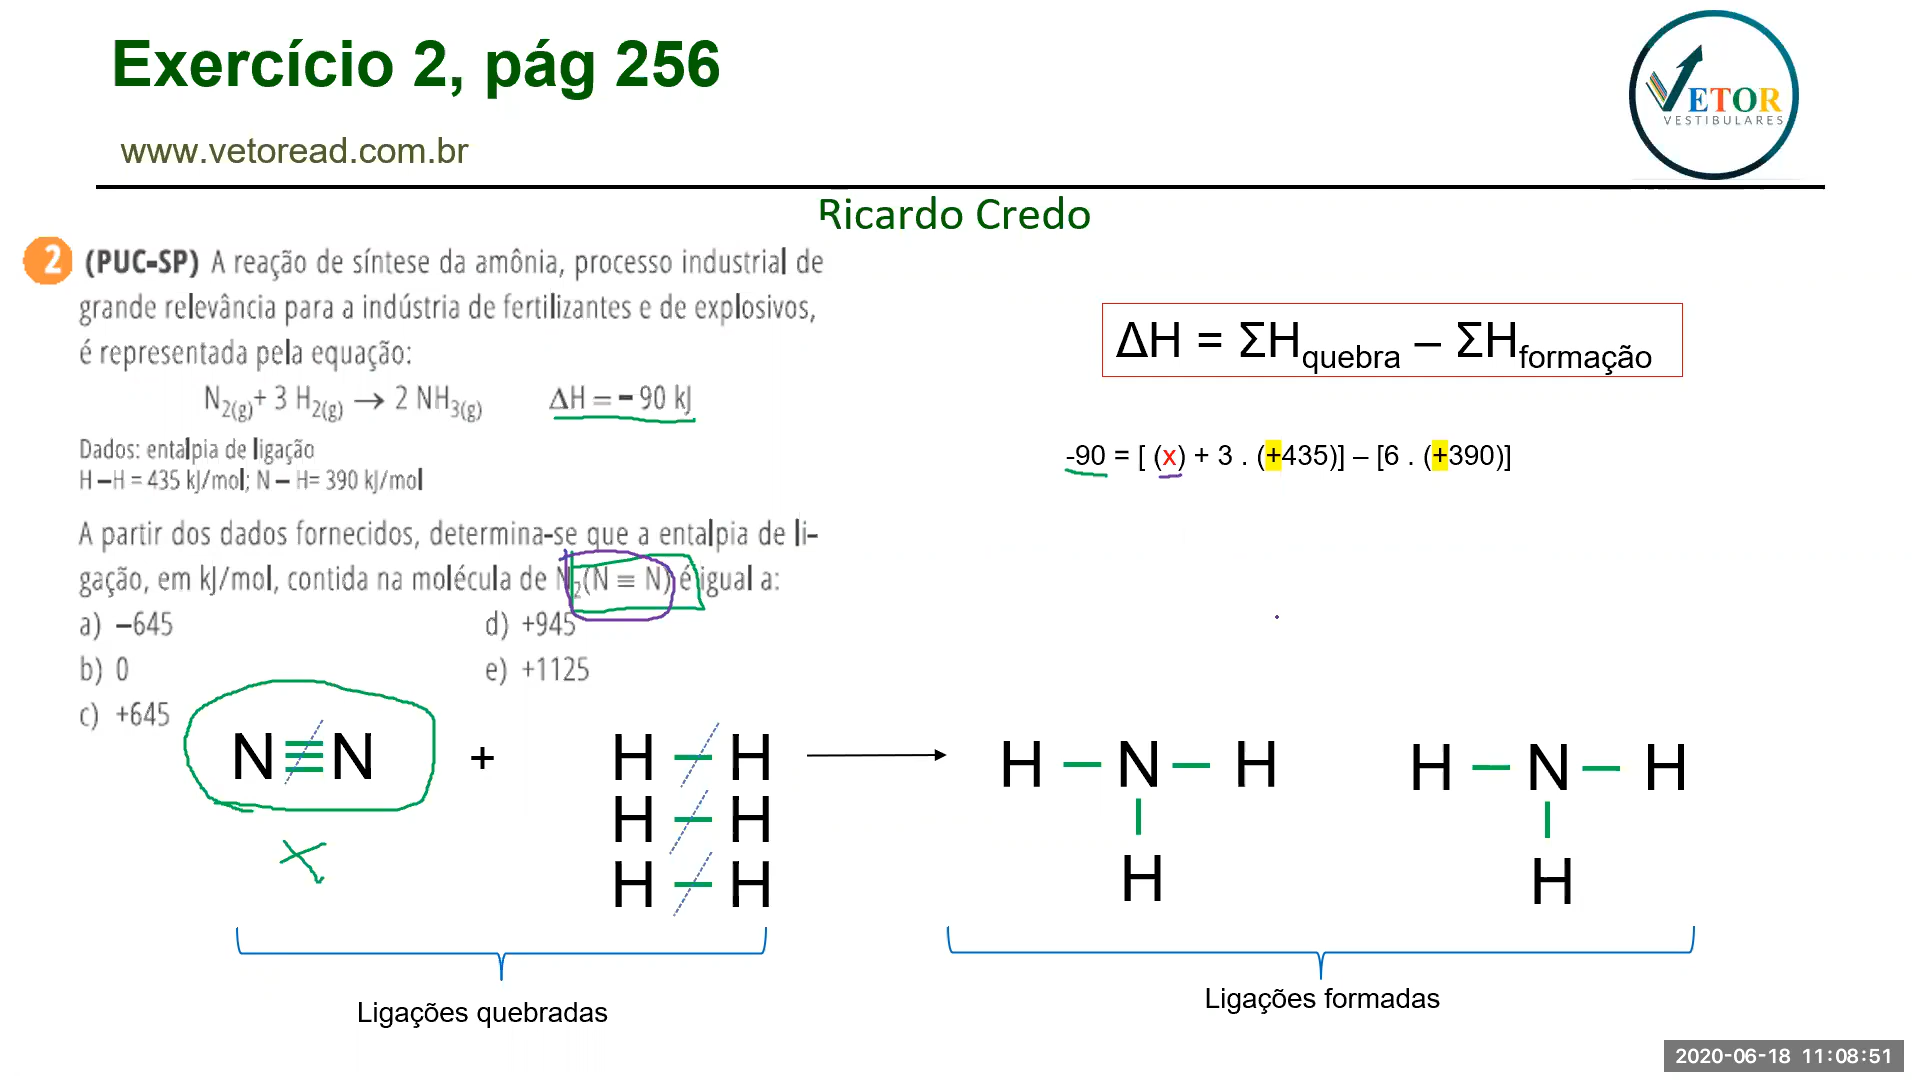 Exercício 2, pág 256
VETOR
VESTIBULARES
www.vetoread.com.br
Ricardo Credo
2 (PUC-SP) A reação de síntese da amônia, processo industrial de
grande relevância para a indústria de fertilizantes e de explosivos,
é representada pela equação:
N2(g)+ 3 H2(g) → 2 NH3(g) ΔH = - 90 kJ
Dados: entalpia de ligação
H – H = 435 kJ/mol; N – H= 390 kJ/mol
A partir dos dados fornecidos, determina-se que a entalpia de li-
gação, em kJ/mol, contida na molécula de N2(N ≡ N) é igual a:
a) –645
d) +945
b) 0
e) +1125
c) +645
ΔH = ΣHquebra – ΣHformação
-90 = [ (x) + 3 . (+435)] – [6 . (+390)]
N≡N + H – H H – N – H H – N – H
H – H
H – H H H
x
Ligações quebradas
Ligações formadas
2020-06-18 11:08:51